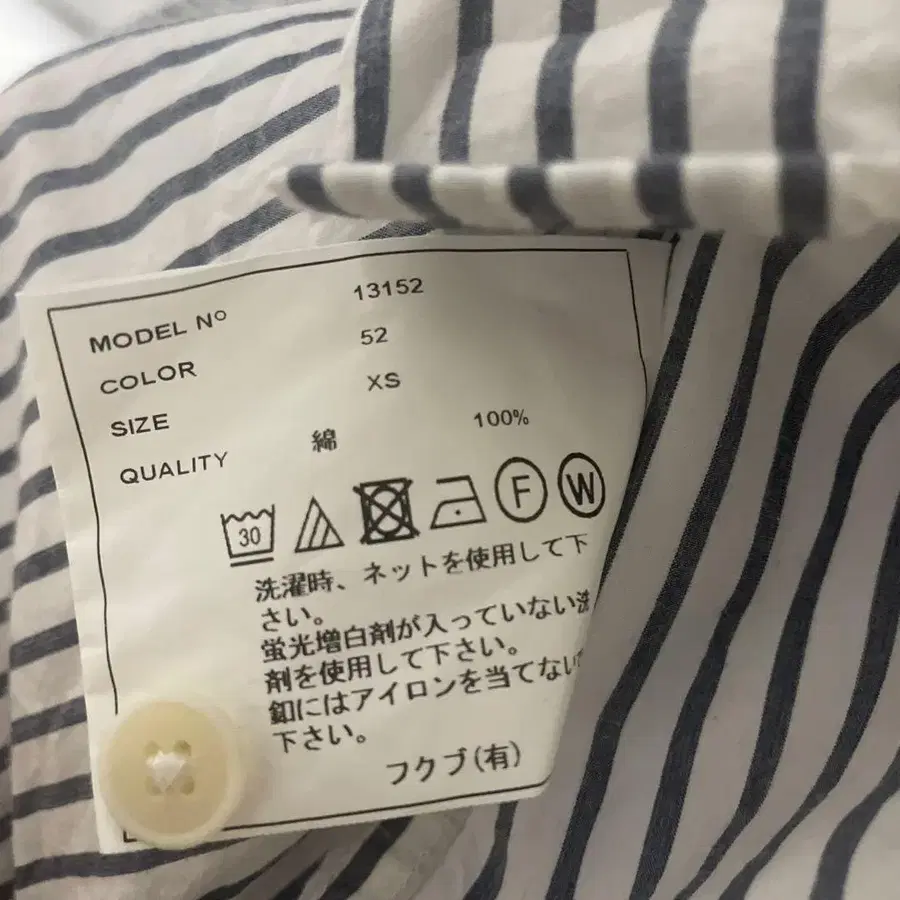 MODEL Nº 13152
COLOR 52
SIZE XS
QUALITY 綿 100%
30 F W
洗濯時、ネットを使用して下
さい。
蛍光増白剤が入っていない洗
剤を使用して下さい。
釦にはアイロンを当てない
下さい。
フクブ(有)